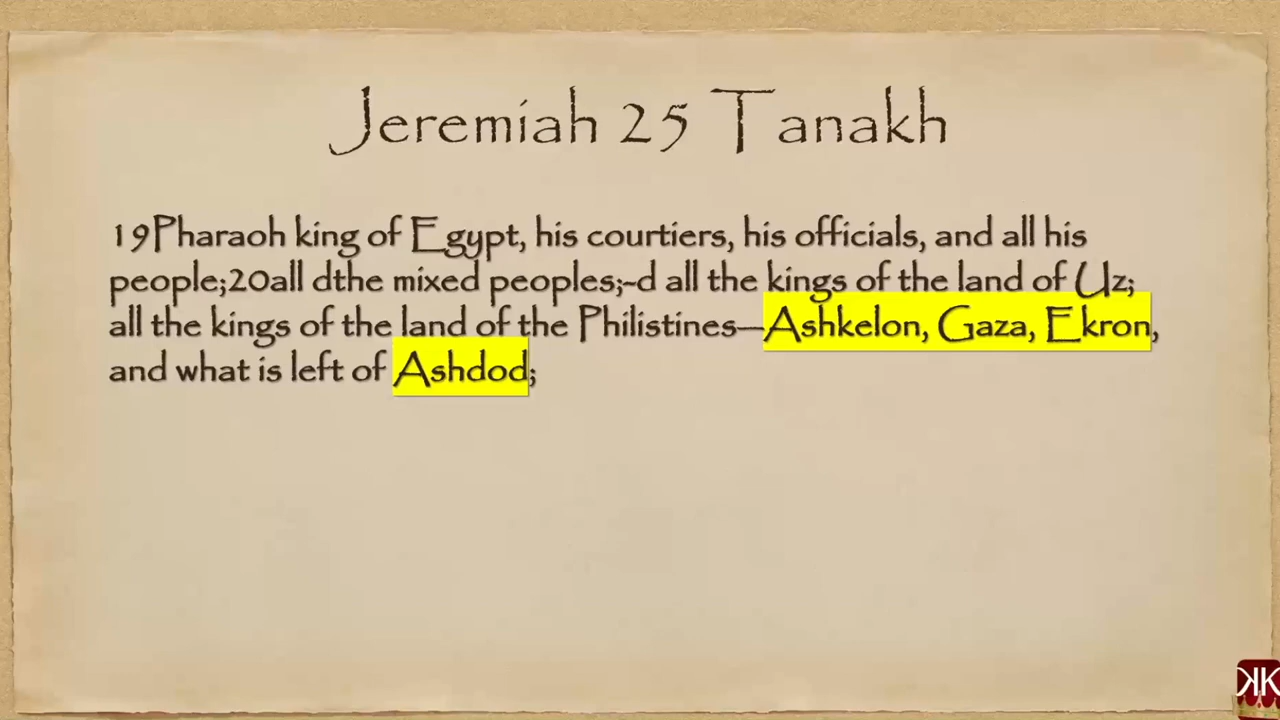 Jeremiah 25 Tanakh
19Pharaoh king of Egypt, his courtiers, his officials, and all his
people;20all dthe mixed peoples;-d all the kings of the land of Uz;
all the kings of the land of the Philistines—Ashkelon, Gaza, Ekron,
and what is left of Ashdod;
KK